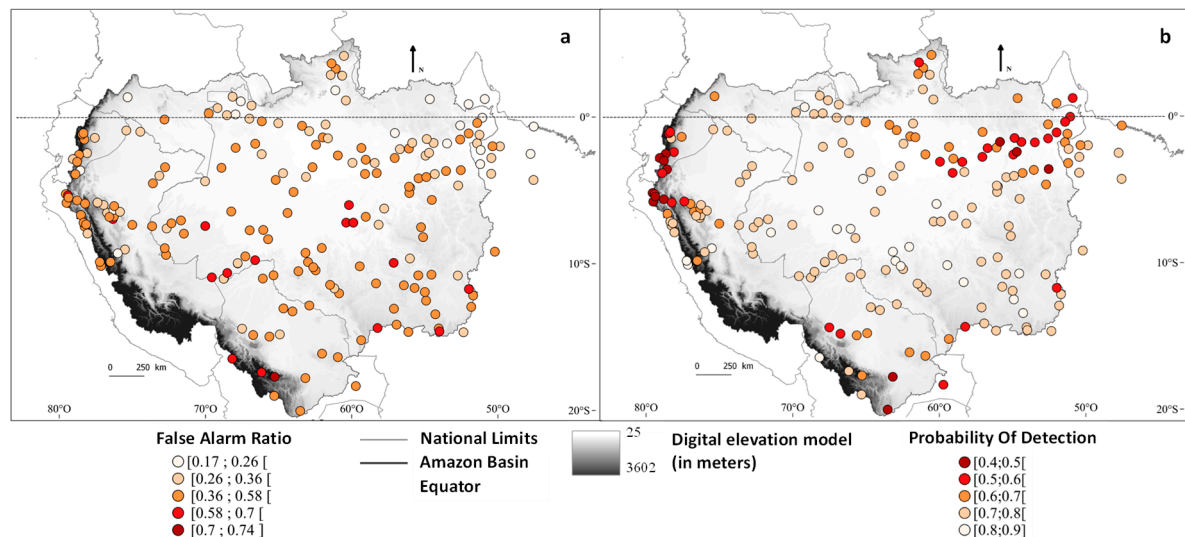 a
b
N
N
0°
0°
10°S
10°S
0 250 km
0 250 km
20°S
20°S
80°O
70°O
60°O
50°O
80°O
70°O
60°O
50°O
False Alarm Ratio
[0.17 ; 0.26 [
[0.26 ; 0.36 [
[0.36 ; 0.58 [
[0.58 ; 0.7 [
[0.7 ; 0.74 ]
National Limits
Amazon Basin
Equator
25
3602
Digital elevation model
(in meters)
Probability Of Detection
[0.4;0.5[
[0.5;0.6[
[0.6;0.7[
[0.7;0.8[
[0.8;0.9]